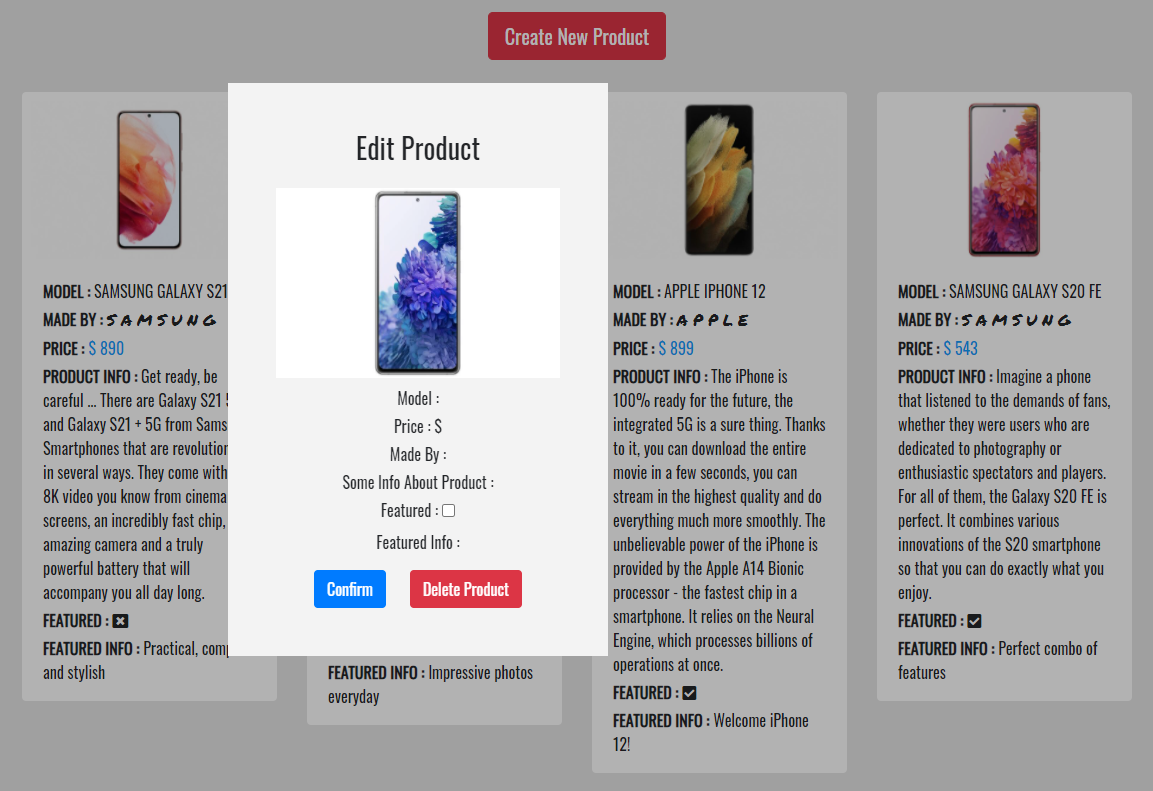 Create New Product
Edit Product
Model :
Price : $
Made By :
Some Info About Product :
Featured :
Featured Info :
Confirm
Delete Product
MODEL : SAMSUNG GALAXY S21
MADE BY : SAMSUNG
PRICE : $ 890
PRODUCT INFO : Get ready, be
careful ... There are Galaxy S21
and Galaxy S21 + 5G from Sams
Smartphones that are revolution
in several ways. They come with
8K video you know from cinema
screens, an incredibly fast chip,
amazing camera and a truly
powerful battery that will
accompany you all day long.
FEATURED :
FEATURED INFO : Practical, com
and stylish
FEATURED INFO : Impressive photos
everyday
MODEL : APPLE IPHONE 12
MADE BY : APPLE
PRICE : $ 899
PRODUCT INFO : The iPhone is
100% ready for the future, the
integrated 5G is a sure thing. Thanks
to it, you can download the entire
movie in a few seconds, you can
stream in the highest quality and do
everything much more smoothly. The
unbelievable power of the iPhone is
provided by the Apple A14 Bionic
processor - the fastest chip in a
smartphone. It relies on the Neural
Engine, which processes billions of
operations at once.
FEATURED :
FEATURED INFO : Welcome iPhone
12!
MODEL : SAMSUNG GALAXY S20 FE
MADE BY : SAMSUNG
PRICE : $ 543
PRODUCT INFO : Imagine a phone
that listened to the demands of fans,
whether they were users who are
dedicated to photography or
enthusiastic spectators and players.
For all of them, the Galaxy S20 FE is
perfect. It combines various
innovations of the S20 smartphone
so that you can do exactly what you
enjoy.
FEATURED :
FEATURED INFO : Perfect combo of
features